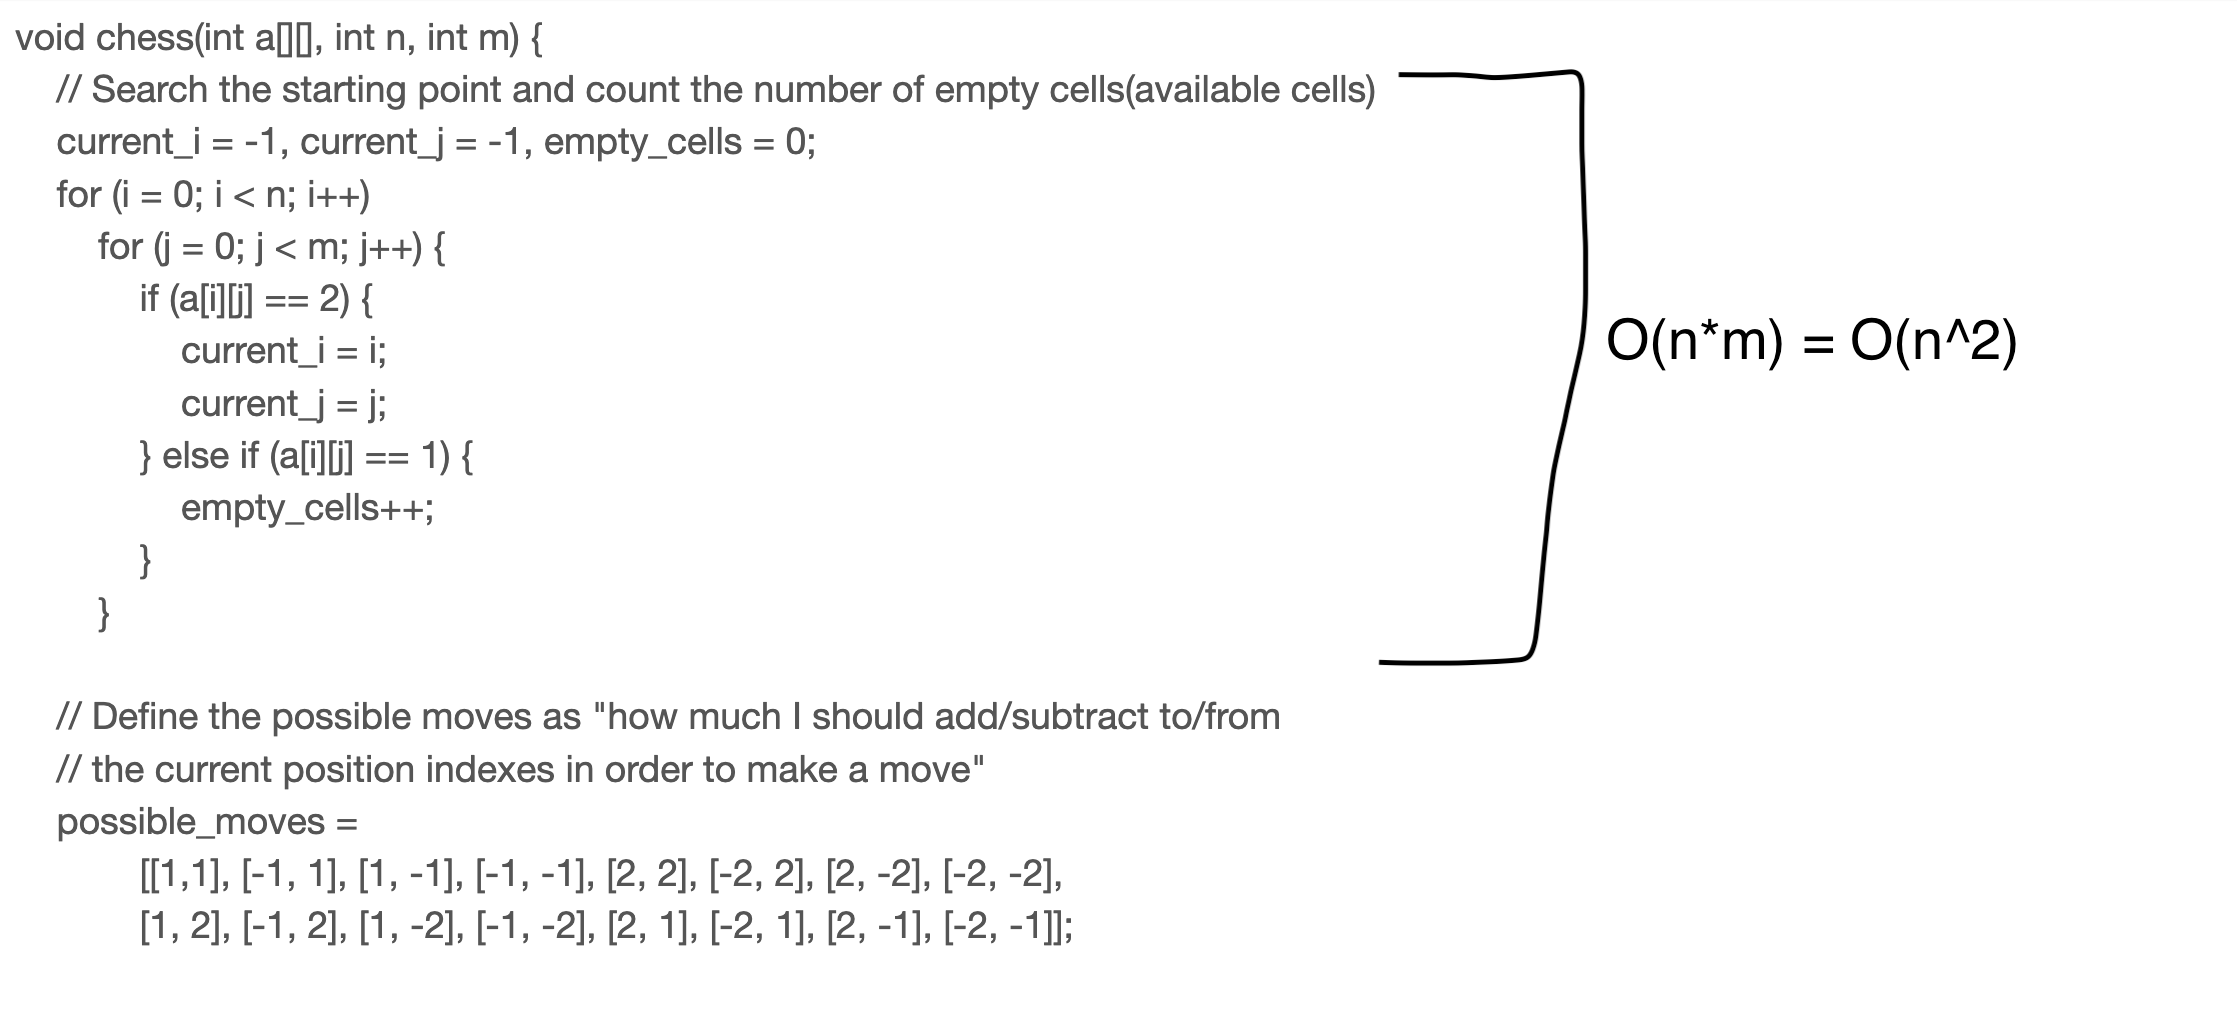 void chess(int a[][], int n, int m) {
// Search the starting point and count the number of empty cells(available cells)
current_i = -1, current_j = -1, empty_cells = 0;
for (i = 0; i < n; i++)
for (j = 0; j < m; j++) {
if (a[i][j] == 2) {
current_i = i;
current_j = j;
} else if (a[i][j] == 1) {
empty_cells++;
}
}
O(n*m) = O(n^2)
// Define the possible moves as "how much I should add/subtract to/from
// the current position indexes in order to make a move"
possible_moves =
[[1,1], [-1, 1], [1, -1], [-1, -1], [2, 2], [-2, 2], [2, -2], [-2, -2],
[1, 2], [-1, 2], [1, -2], [-1, -2], [2, 1], [-2, 1], [2, -1], [-2, -1]];